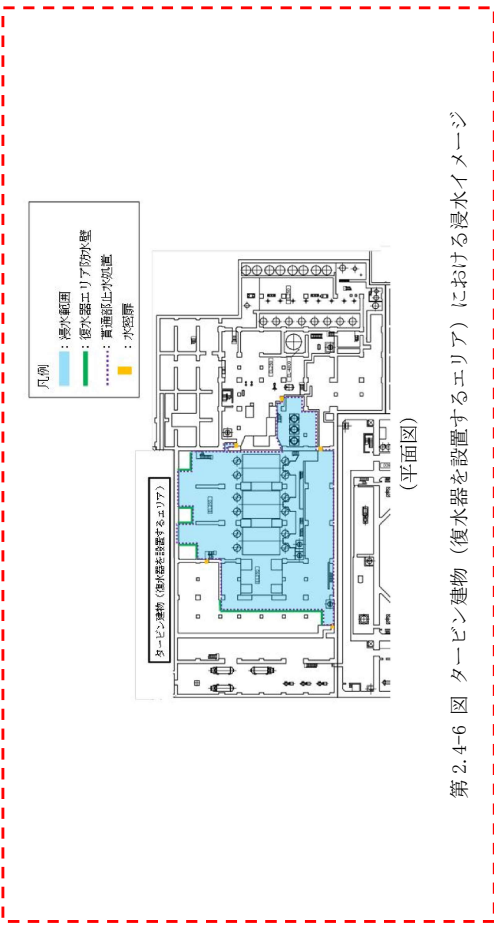 凡例
：浸水範囲
：復水器エリア防水壁
：貫通部止水処置
：水密扉
タービン建物（復水器を設置するエリア）
(平面図)
第 2.4-6 図 タービン建物（復水器を設置するエリア）における浸水イメージ